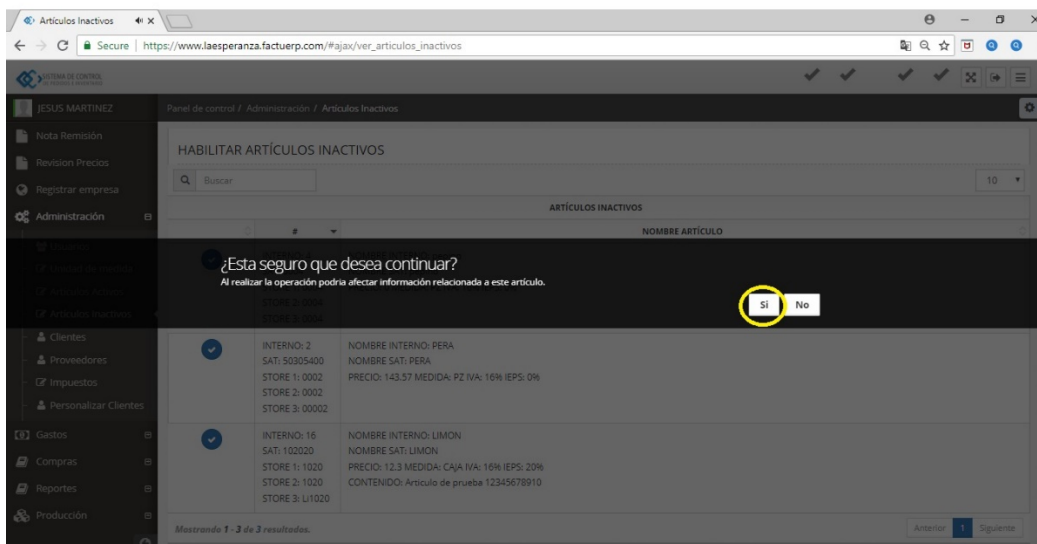 Artículos Inactivos
Secure | https://www.laesperanza.factuerp.com/#ajax/ver_articulos_inactivos
SISTEMA DE CONTROL
JESUS MARTINEZ
Panel de control / Administración / Artículos Inactivos
Nota Remisión
Revision Precios
Registrar empresa
Administración
HABILITAR ARTÍCULOS INACTIVOS
Buscar
10
ARTÍCULOS INACTIVOS
#
NOMBRE ARTÍCULO
¿Esta seguro que desea continuar?
Al realizar la operación podria afectar información relacionada a este artículo.
Si
No
Artículos Inactivos
Clientes
Proveedores
Impuestos
Personalizar Clientes
Gastos
Compras
Reportes
Producción
INTERNO: 2
SAT: 50305400
STORE 1: 0002
STORE 2: 0002
STORE 3: 00002
NOMBRE INTERNO: PERA
NOMBRE SAT: PERA
PRECIO: 143.57 MEDIDA: PZ IVA: 16% IEPS: 0%
INTERNO: 16
SAT: 102020
STORE 1: 1020
STORE 2: 1020
STORE 3: Li1020
NOMBRE INTERNO: LIMON
NOMBRE SAT: LIMON
PRECIO: 12.3 MEDIDA: CAJA IVA: 16% IEPS: 20%
CONTENIDO: Articulo de prueba 12345678910
Mostrando 1 - 3 de 3 resultados.
Anterior
1
Siguiente